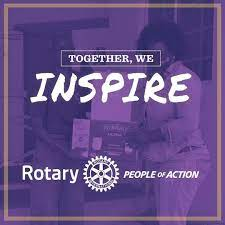 TOGETHER, WE
INSPIRE
Rotary PEOPLE OF ACTION